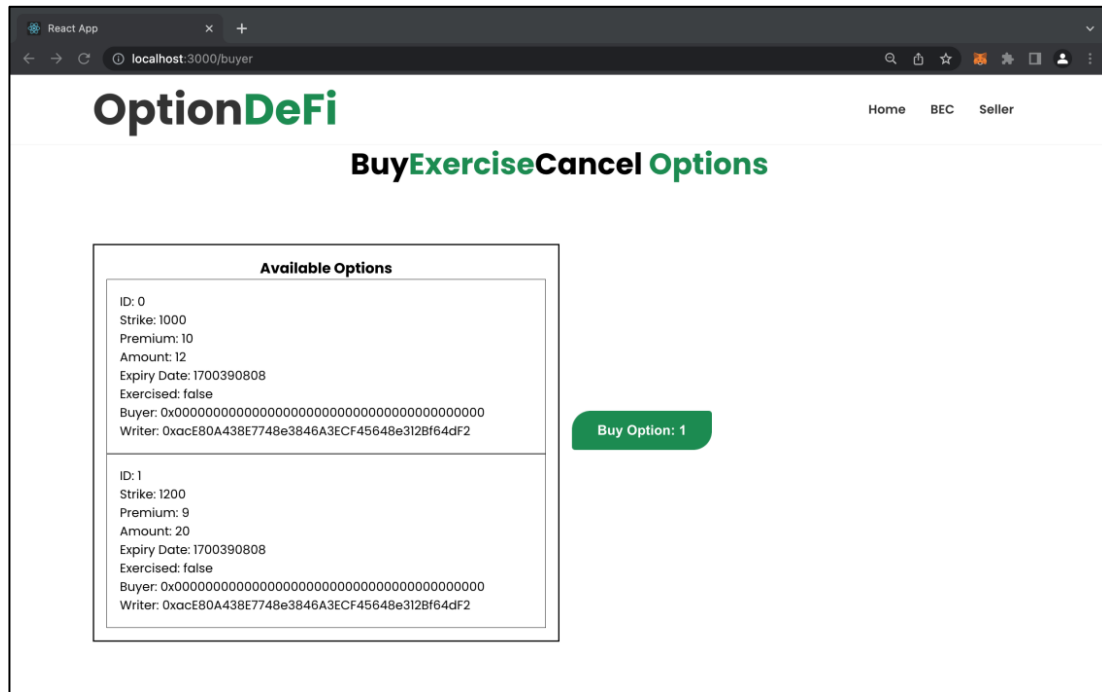 React App
localhost:3000/buyer
OptionDeFi
Home BEC Seller
BuyExerciseCancel Options
Available Options
ID: 0
Strike: 1000
Premium: 10
Amount: 12
Expiry Date: 1700390808
Exercised: false
Buyer: 0x0000000000000000000000000000000000000000
Writer: 0xacE80A438E7748e3846A3ECF45648e312Bf64dF2
Buy Option: 1
ID: 1
Strike: 1200
Premium: 9
Amount: 20
Expiry Date: 1700390808
Exercised: false
Buyer: 0x0000000000000000000000000000000000000000
Writer: 0xacE80A438E7748e3846A3ECF45648e312Bf64dF2